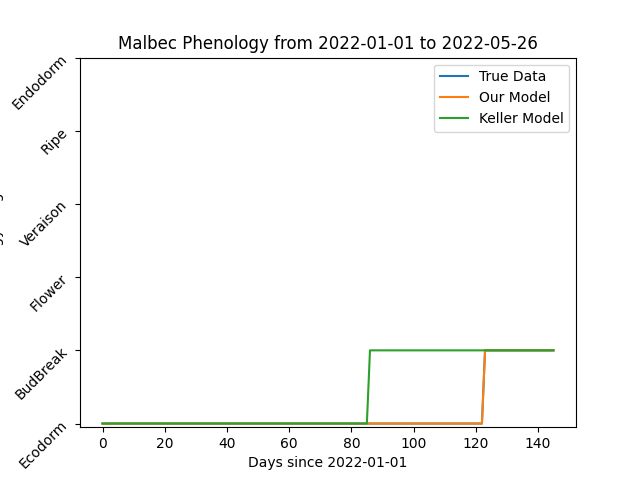 Malbec Phenology from 2022-01-01 to 2022-05-26
True Data
Our Model
Keller Model
Endodorm
Ripe
Veraison
Flower
BudBreak
Ecodorm
0 20 40 60 80 100 120 140
Days since 2022-01-01